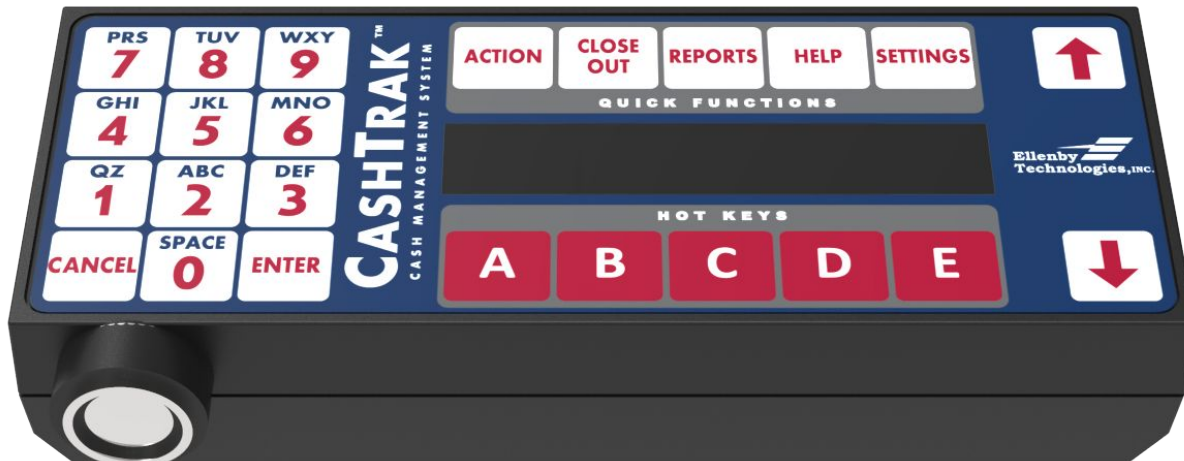 PRS
7
TUV
8
WXY
9
GHI
4
JKL
5
MNO
6
QZ
1
ABC
2
DEF
3
CANCEL
SPACE
0
ENTER
CASHTRAK™
CASH MANAGEMENT SYSTEM
ACTION
CLOSE
OUT
REPORTS
HELP
SETTINGS
QUICK FUNCTIONS
HOT KEYS
A
B
C
D
E
Ellenby
Technologies, INC.